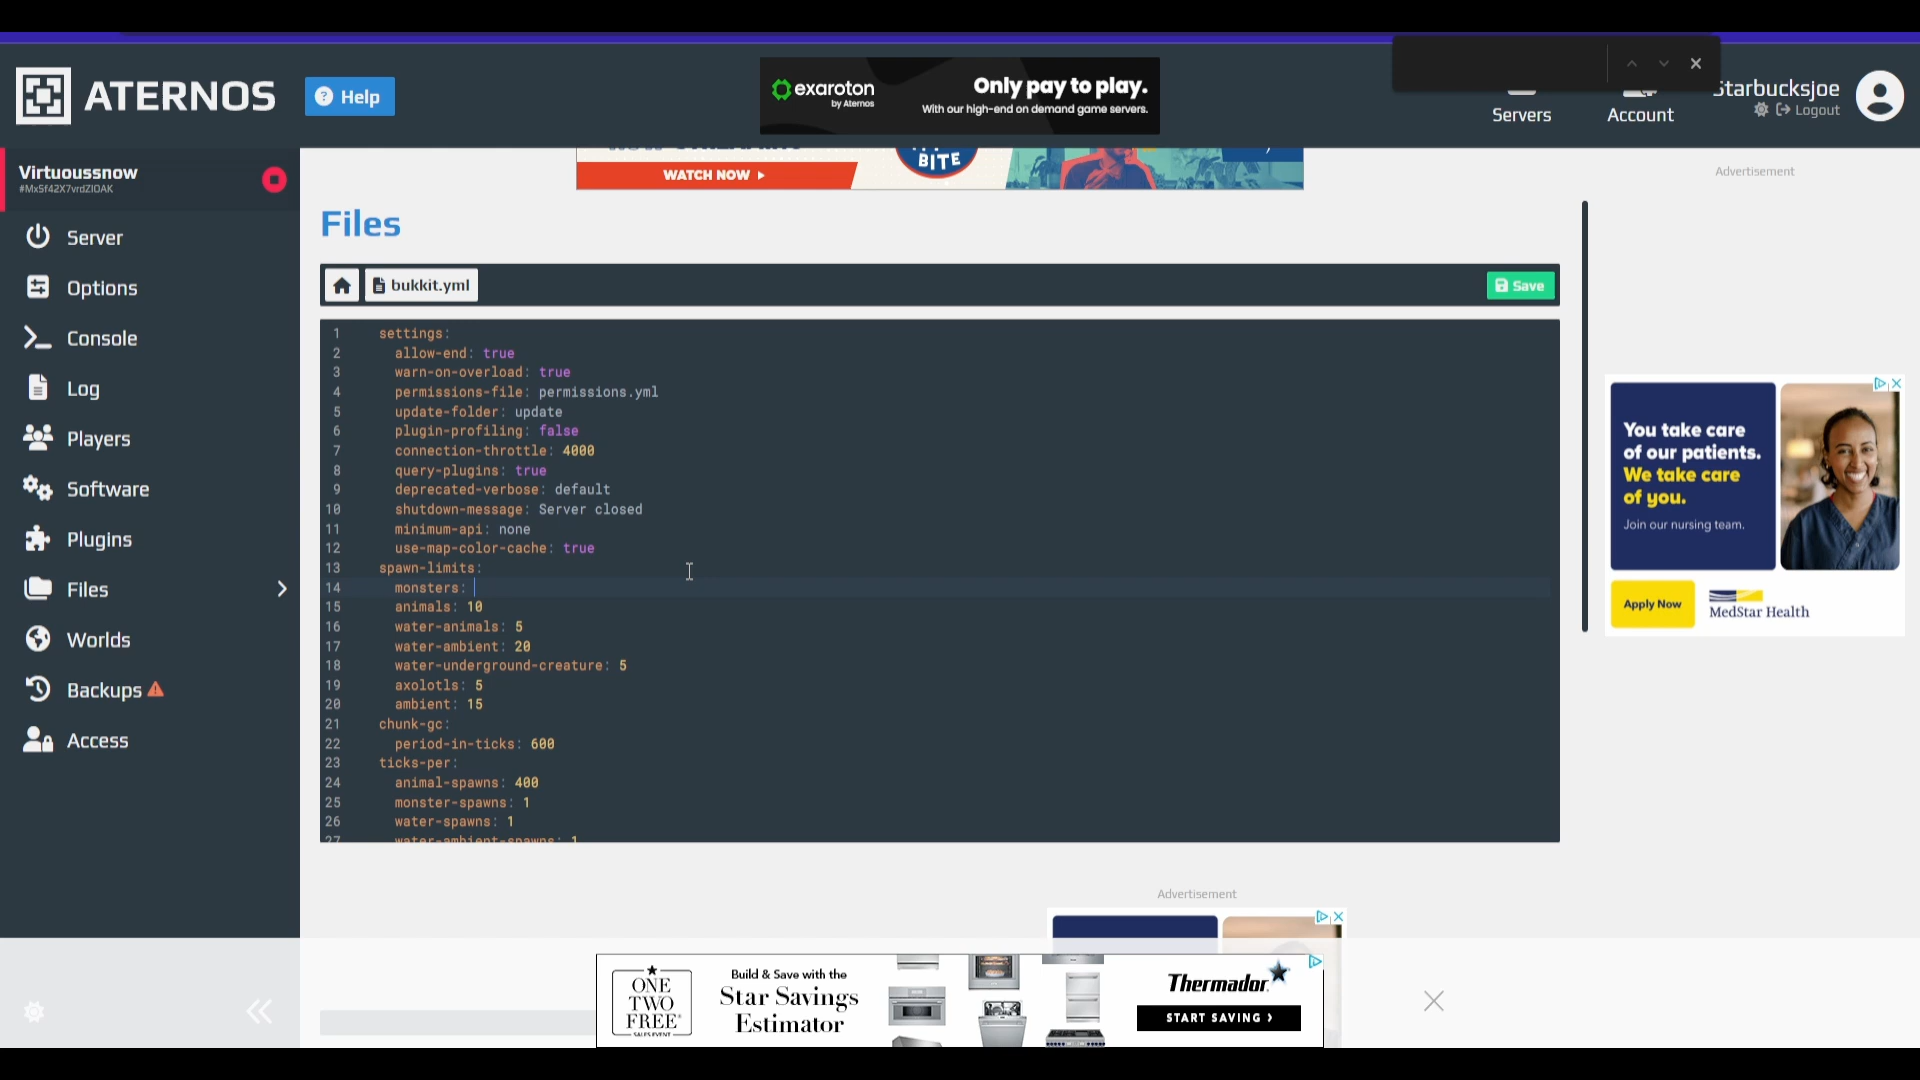 ATERNOS
Help
exaroton
by Aternos
Only pay to play.
With our high-end on demand game servers.
Servers
Account
Starbucksjoe
Logout
Virtuoussnow
#MxSf42X7vrdZIOAK
Server
Options
Console
Log
Players
Software
Plugins
Files
Worlds
Backups
Access
BITE
WATCH NOW
Advertisement
Files
bukkit.yml
Save
1 settings:
2 allow-end: true
3 warn-on-overload: true
4 permissions-file: permissions.yml
5 update-folder: update
6 plugin-profiling: false
7 connection-throttle: 4000
8 query-plugins: true
9 deprecated-verbose: default
10 shutdown-message: Server closed
11 minimum-api: none
12 use-map-color-cache: true
13 spawn-limits:
14 monsters:
15 animals: 10
16 water-animals: 5
17 water-ambient: 20
18 water-underground-creature: 5
19 axolotls: 5
20 ambient: 15
21 chunk-gc:
22 period-in-ticks: 600
23 ticks-per:
24 animal-spawns: 400
25 monster-spawns: 1
26 water-spawns: 1
27 water-ambient-spawns: 1
You take care
of our patients.
We take care
of you.
Join our nursing team.
Apply Now
MedStar Health
Advertisement
ONE
TWO
FREE
SALES EVENT
Build & Save with the
Star Savings
Estimator
Thermador
START SAVING